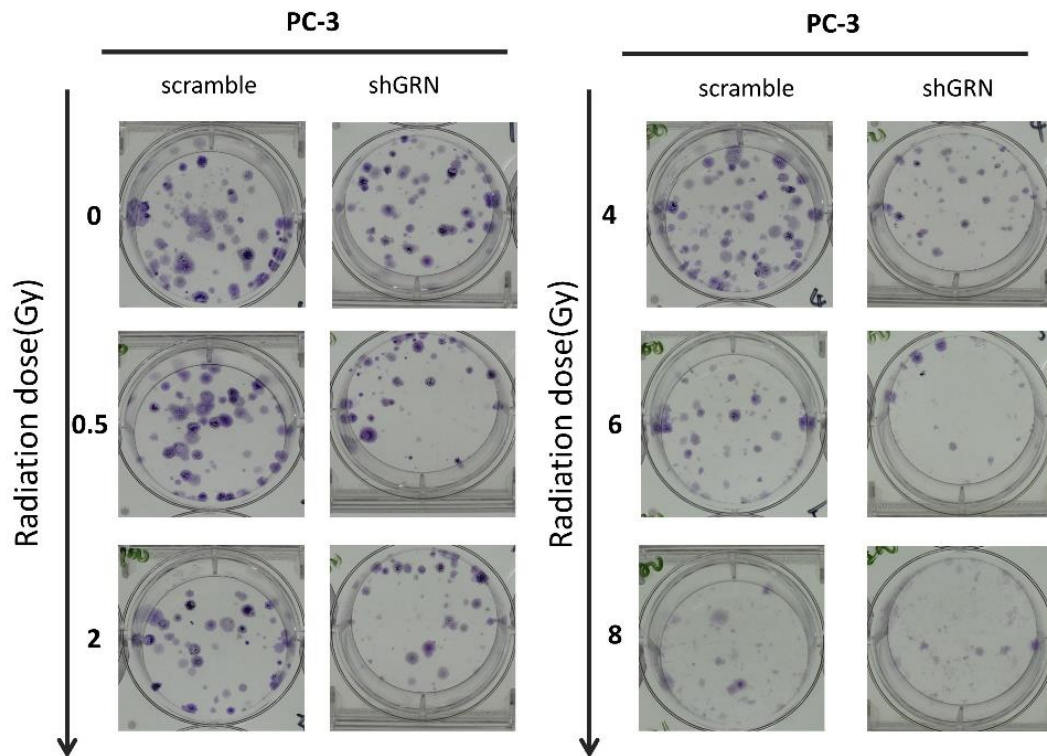 PC-3
scramble shGRN
0
0.5
2
Radiation dose(Gy)
PC-3
scramble shGRN
4
6
8
Radiation dose(Gy)